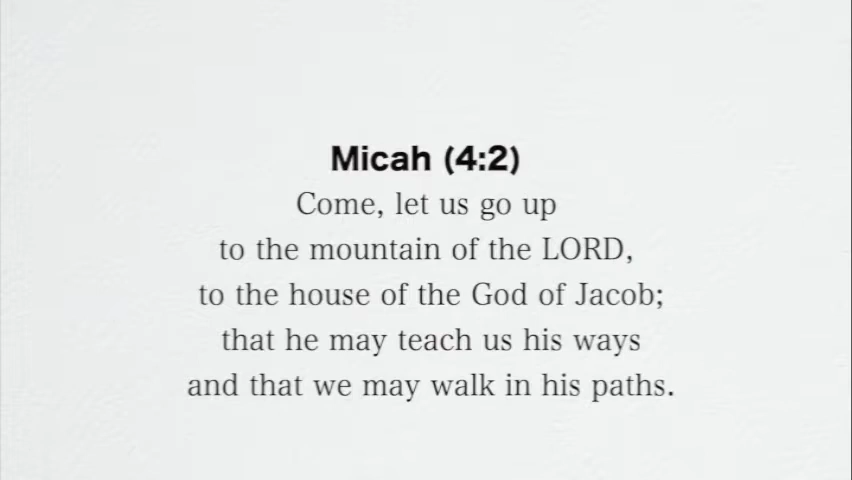 Micah (4:2)
Come, let us go up
to the mountain of the LORD,
to the house of the God of Jacob;
that he may teach us his ways
and that we may walk in his paths.